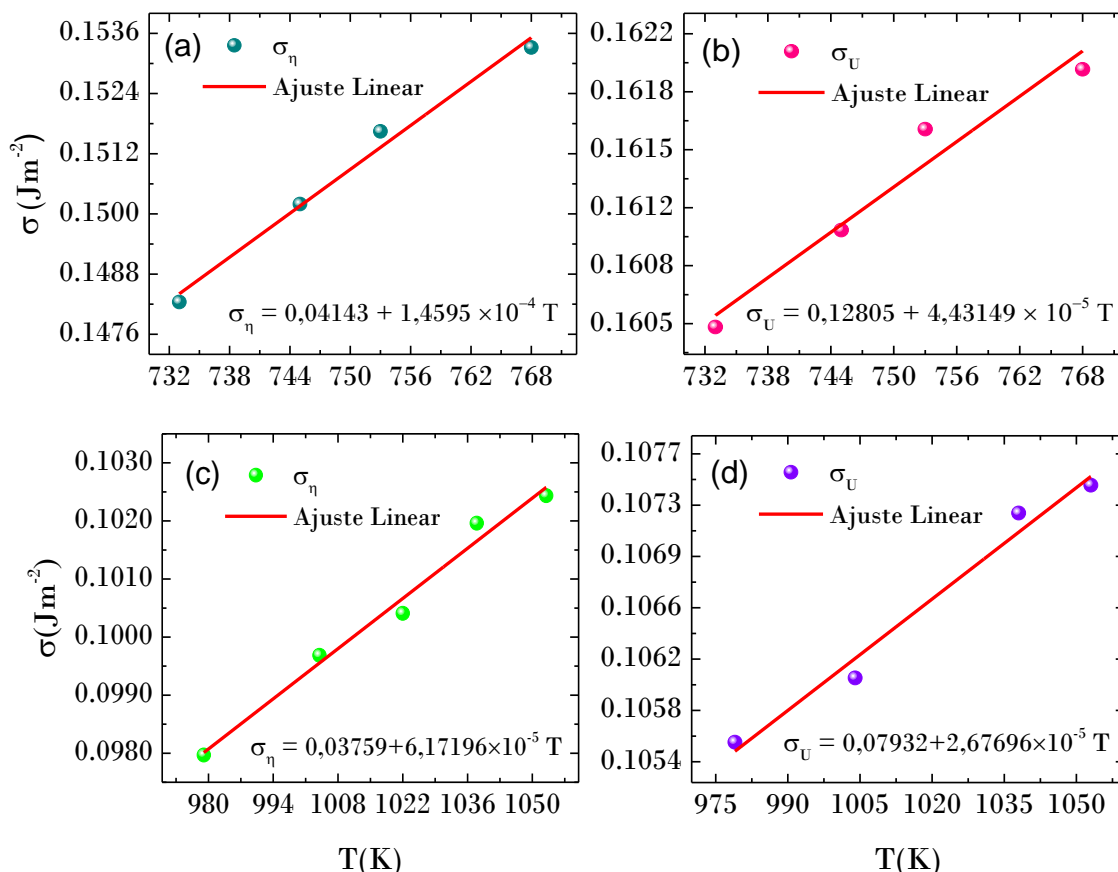 (a) σ_η
Ajuste Linear
σ (Jm⁻²)
0.1536
0.1524
0.1512
0.1500
0.1488
0.1476
σ_η = 0,04143 + 1,4595 ×10⁻⁴ T
732 738 744 750 756 762 768
(b) σ_U
Ajuste Linear
0.1622
0.1618
0.1615
0.1612
0.1608
0.1605
σ_U = 0,12805 + 4,43149 × 10⁻⁵ T
732 738 744 750 756 762 768
(c) σ_η
Ajuste Linear
σ(Jm⁻²)
0.1030
0.1020
0.1010
0.1000
0.0990
0.0980
σ_η = 0,03759+6,17196×10⁻⁵ T
980 994 1008 1022 1036 1050
T(K)
(d) σ_U
Ajuste Linear
0.1077
0.1073
0.1069
0.1066
0.1062
0.1058
0.1054
σ_U = 0,07932+2,67696×10⁻⁵ T
975 990 1005 1020 1035 1050
T(K)